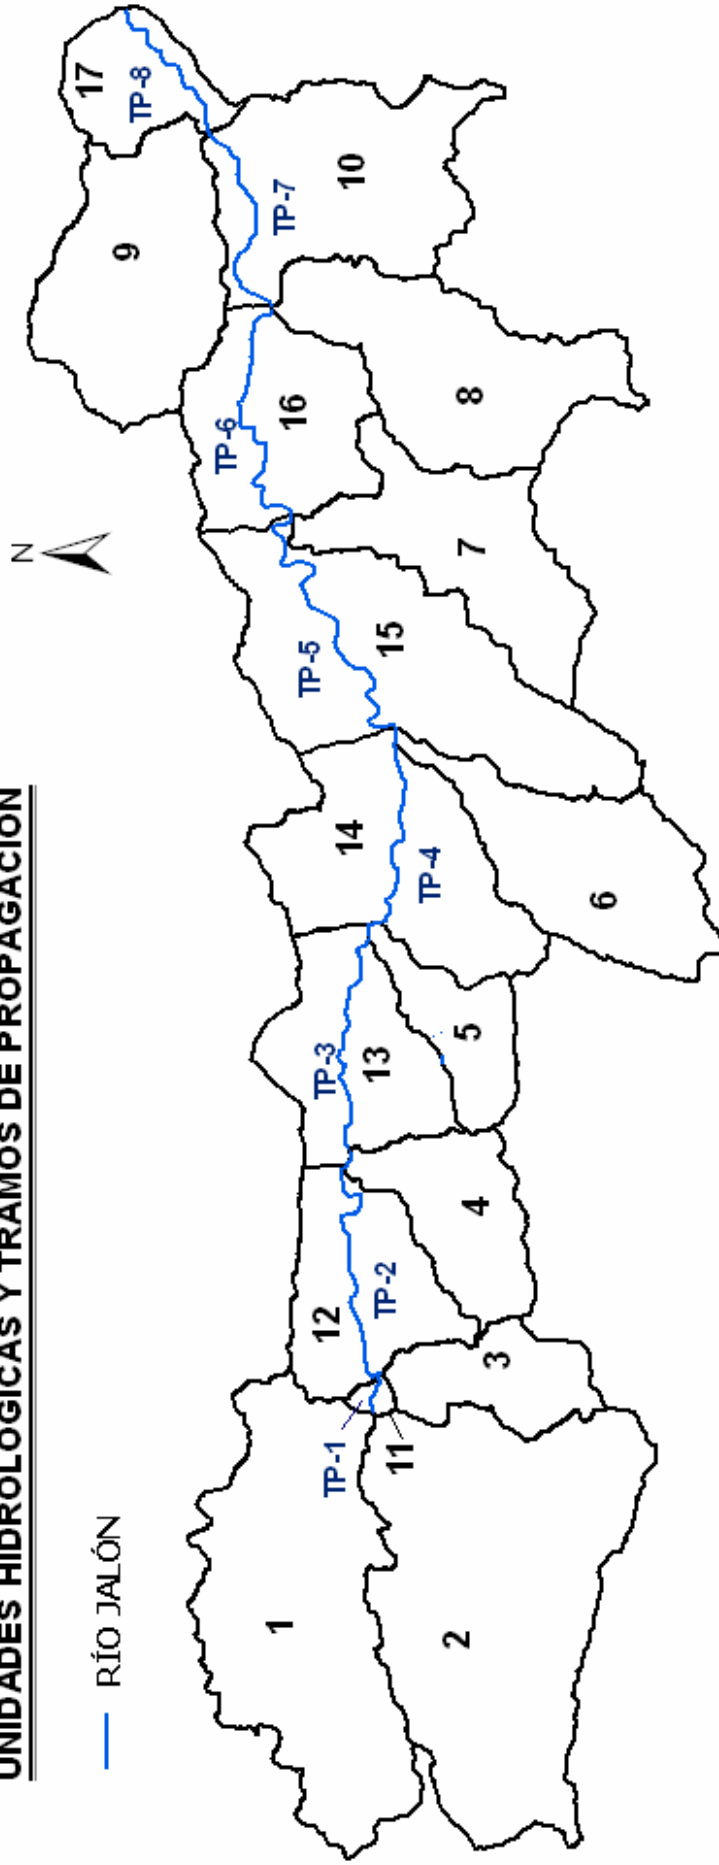 UNIDADES HIDROLOGICAS Y TRAMOS DE PROPAGACION
RÍO JALÓN
N
1
2
TP-1
11
3
12
TP-2
4
TP-3
13
5
14
TP-4
6
TP-5
15
7
TP-6
16
8
9
TP-7
10
17
TP-8